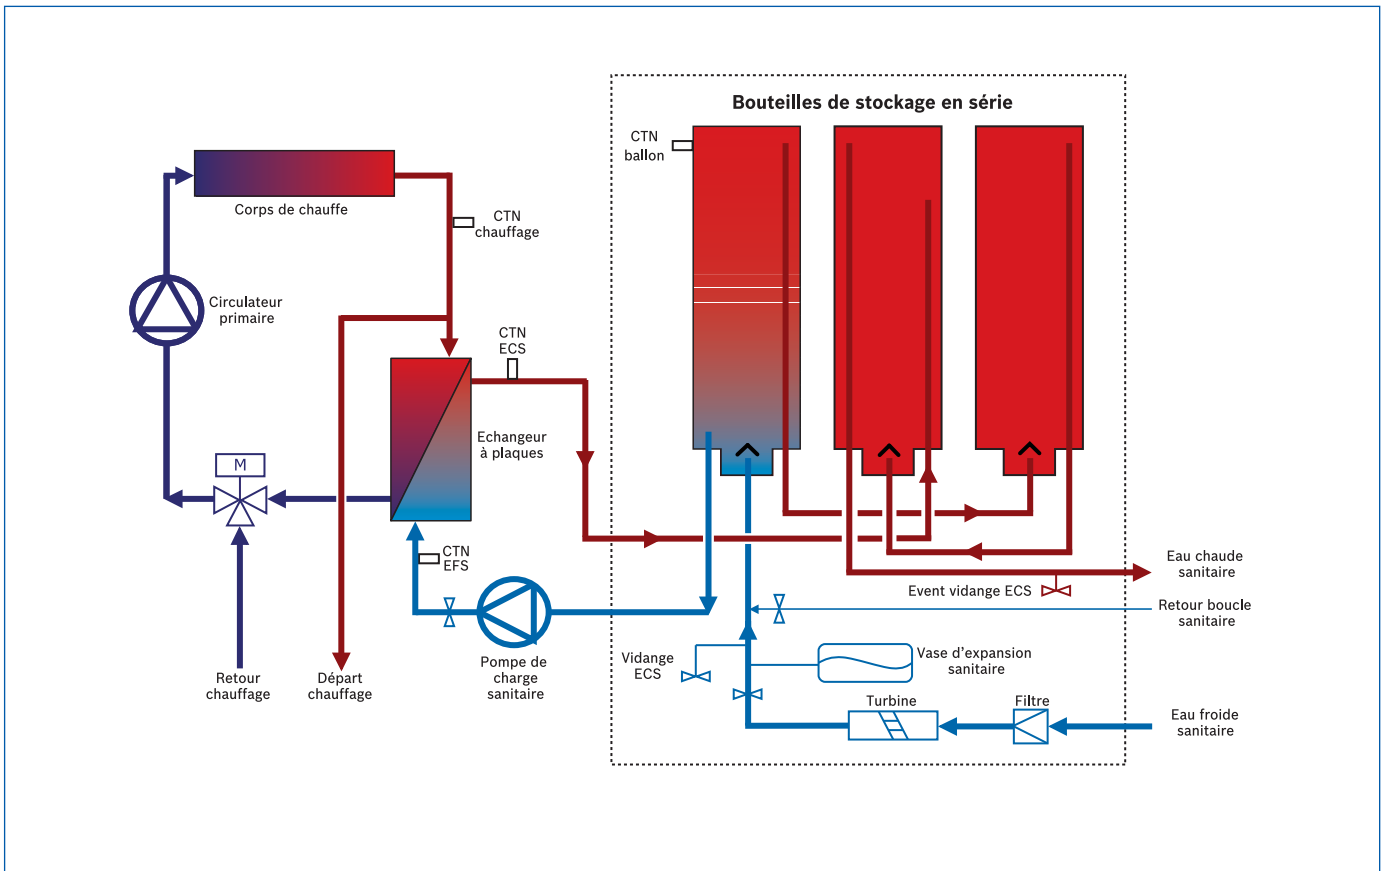 Bouteilles de stockage en série
CTN
ballon
Corps de chauffe
CTN
chauffage
Circulateur
primaire
CTN
ECS
Echangeur
à plaques
M
CTN
EFS
Eau chaude
sanitaire
Event vidange ECS
Retour boucle
sanitaire
Pompe de
charge
sanitaire
Vidange
ECS
Vase d'expansion
sanitaire
Retour
chauffage
Départ
chauffage
Turbine
Filtre
Eau froide
sanitaire